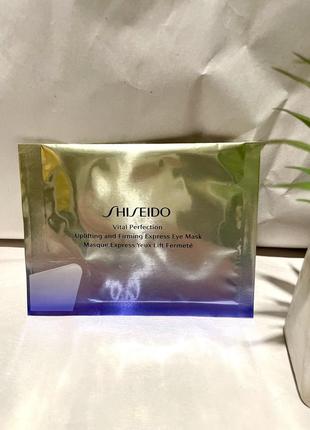 SHISEIDO
Vital Perfection
Uplifting and Firming Express Eye Mask
Masque Express Yeux Lift Fermeté